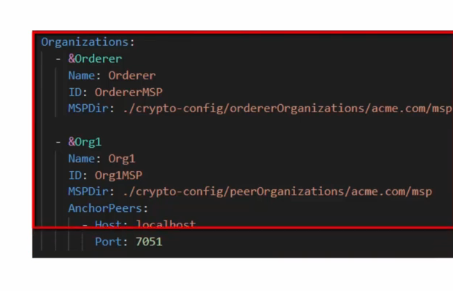 Organizations:
- &Orderer
Name: Orderer
ID: OrdererMSP
MSPDir: ./crypto-config/ordererOrganizations/acme.com/msp
- &Org1
Name: Org1
ID: Org1MSP
MSPDir: ./crypto-config/peerOrganizations/acme.com/msp
AnchorPeers:
- Host: localhost
Port: 7051